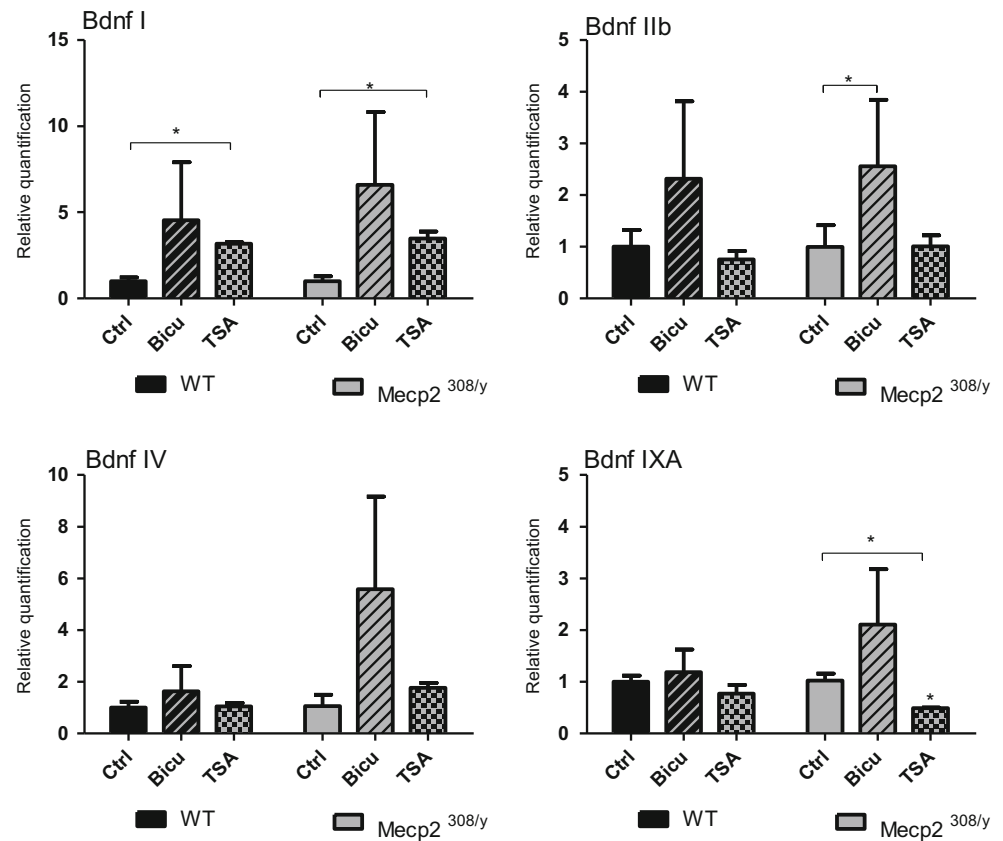 Bdnf I
15
10
5
0
Relative quantification
*
*
Ctrl
Bicu
TSA
Ctrl
Bicu
TSA
WT
Mecp2 308/y
Bdnf IIb
5
4
3
2
1
0
Relative quantification
*
Ctrl
Bicu
TSA
Ctrl
Bicu
TSA
WT
Mecp2 308/y
Bdnf IV
10
8
6
4
2
0
Relative quantification
Ctrl
Bicu
TSA
Ctrl
Bicu
TSA
WT
Mecp2 308/y
Bdnf IXA
5
4
3
2
1
0
Relative quantification
*
*
Ctrl
Bicu
TSA
Ctrl
Bicu
TSA
WT
Mecp2 308/y